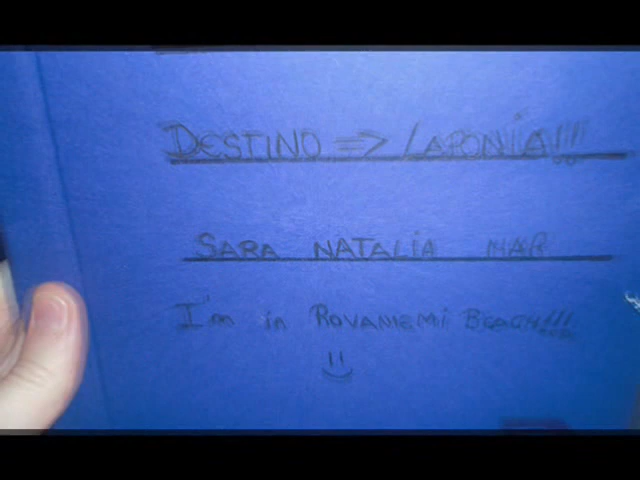 DESTINO => LAPONIA!!!
SARA NATALIA MAR
I'm in ROVANIEMI BEACH!!!